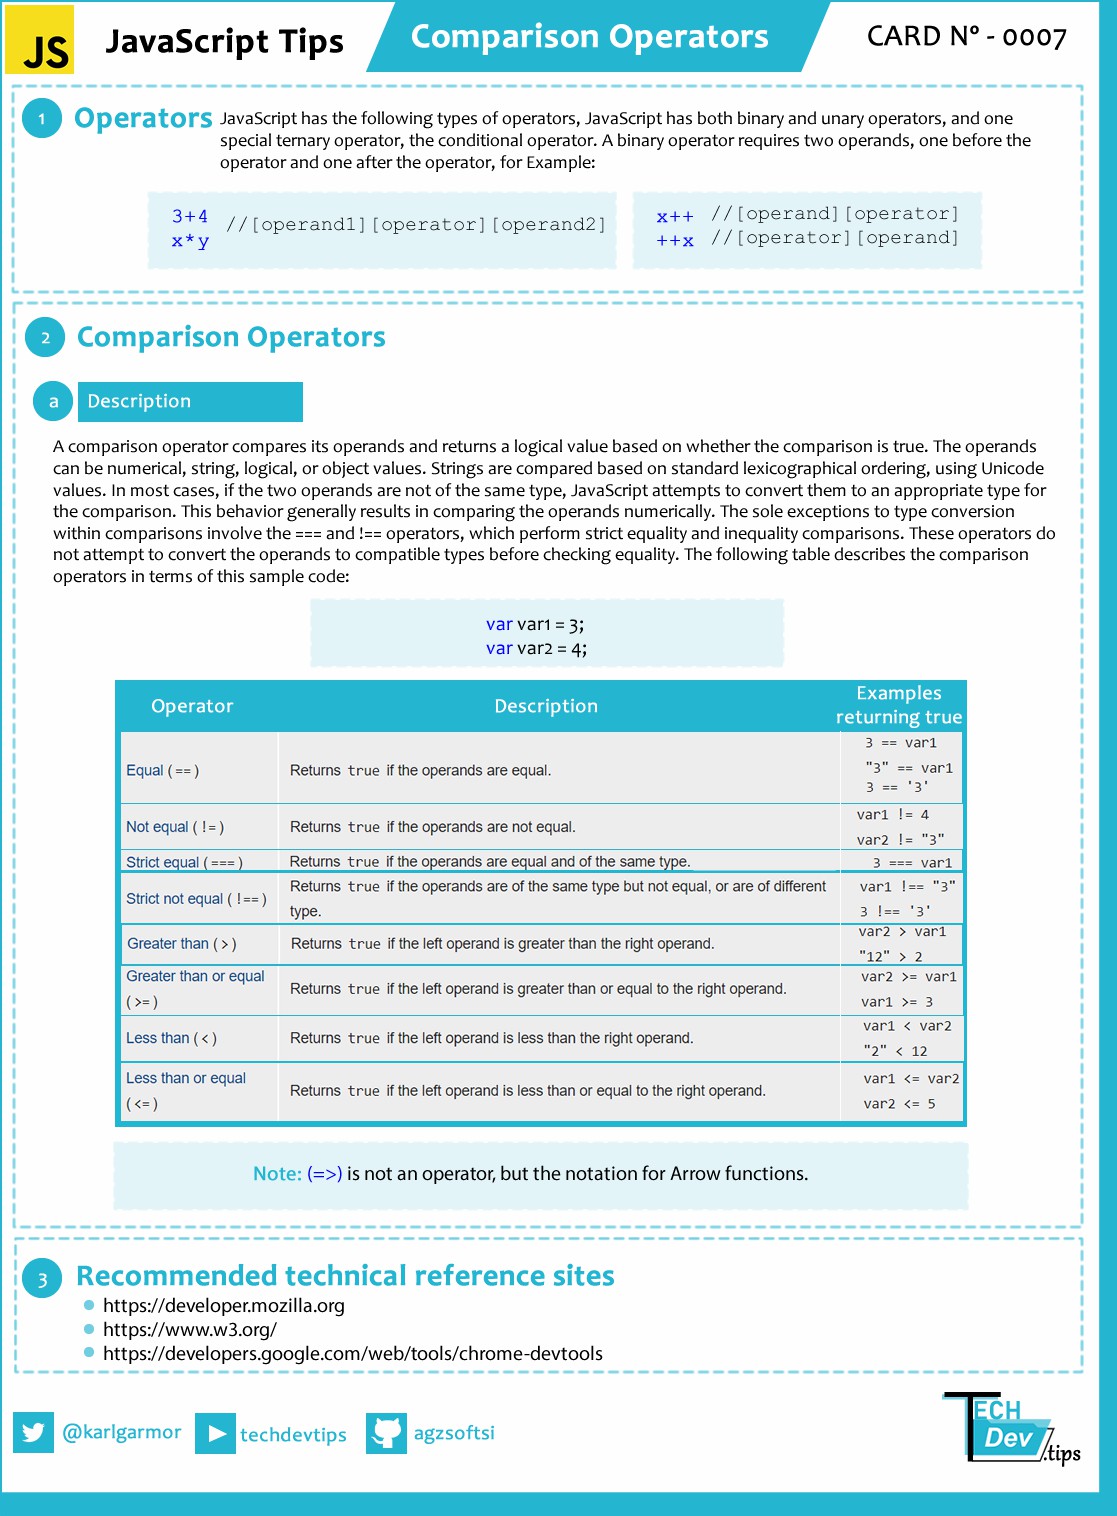 JS
JavaScript Tips
Comparison Operators
CARD Nº - 0007
1
Operators
JavaScript has the following types of operators, JavaScript has both binary and unary operators, and one
special ternary operator, the conditional operator. A binary operator requires two operands, one before the
operator and one after the operator, for Example:
3+4
x*y
//[operand1][operator][operand2]
x++ //[operand][operator]
++x //[operator][operand]
2
Comparison Operators
a
Description
A comparison operator compares its operands and returns a logical value based on whether the comparison is true. The operands
can be numerical, string, logical, or object values. Strings are compared based on standard lexicographical ordering, using Unicode
values. In most cases, if the two operands are not of the same type, JavaScript attempts to convert them to an appropriate type for
the comparison. This behavior generally results in comparing the operands numerically. The sole exceptions to type conversion
within comparisons involve the === and !== operators, which perform strict equality and inequality comparisons. These operators do
not attempt to convert the operands to compatible types before checking equality. The following table describes the comparison
operators in terms of this sample code:
var var1 = 3;
var var2 = 4;
Operator
Description
Examples
returning true
Equal (==)
Returns true if the operands are equal.
3 == var1
"3" == var1
3 == '3'
Not equal (!=)
Returns true if the operands are not equal.
var1 != 4
var2 != "3"
Strict equal (===)
Returns true if the operands are equal and of the same type.
3 === var1
Strict not equal (!==)
Returns true if the operands are of the same type but not equal, or are of different
type.
var1 !== "3"
3 !== '3'
Greater than (>)
Returns true if the left operand is greater than the right operand.
var2 > var1
"12" > 2
Greater than or equal
(>=)
Returns true if the left operand is greater than or equal to the right operand.
var2 >= var1
var1 >= 3
Less than (<)
Returns true if the left operand is less than the right operand.
var1 < var2
"2" < 12
Less than or equal
(<=)
Returns true if the left operand is less than or equal to the right operand.
var1 <= var2
var2 <= 5
Note: (=>) is not an operator, but the notation for Arrow functions.
3
Recommended technical reference sites
https://developer.mozilla.org
https://www.w3.org/
https://developers.google.com/web/tools/chrome-devtools
@karlgarmor
techdevtips
agzsoftsi
TECH
Dev
.tips